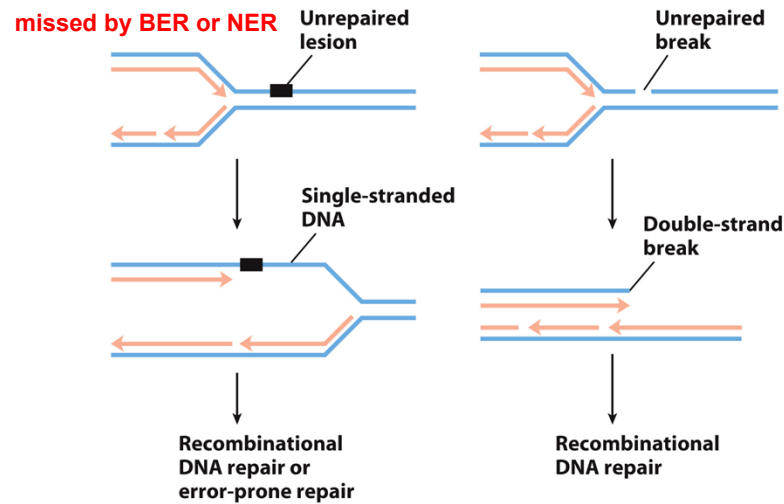 missed by BER or NER
Unrepaired
lesion
Unrepaired
break
Single-stranded
DNA
Double-strand
break
Recombinational
DNA repair or
error-prone repair
Recombinational
DNA repair